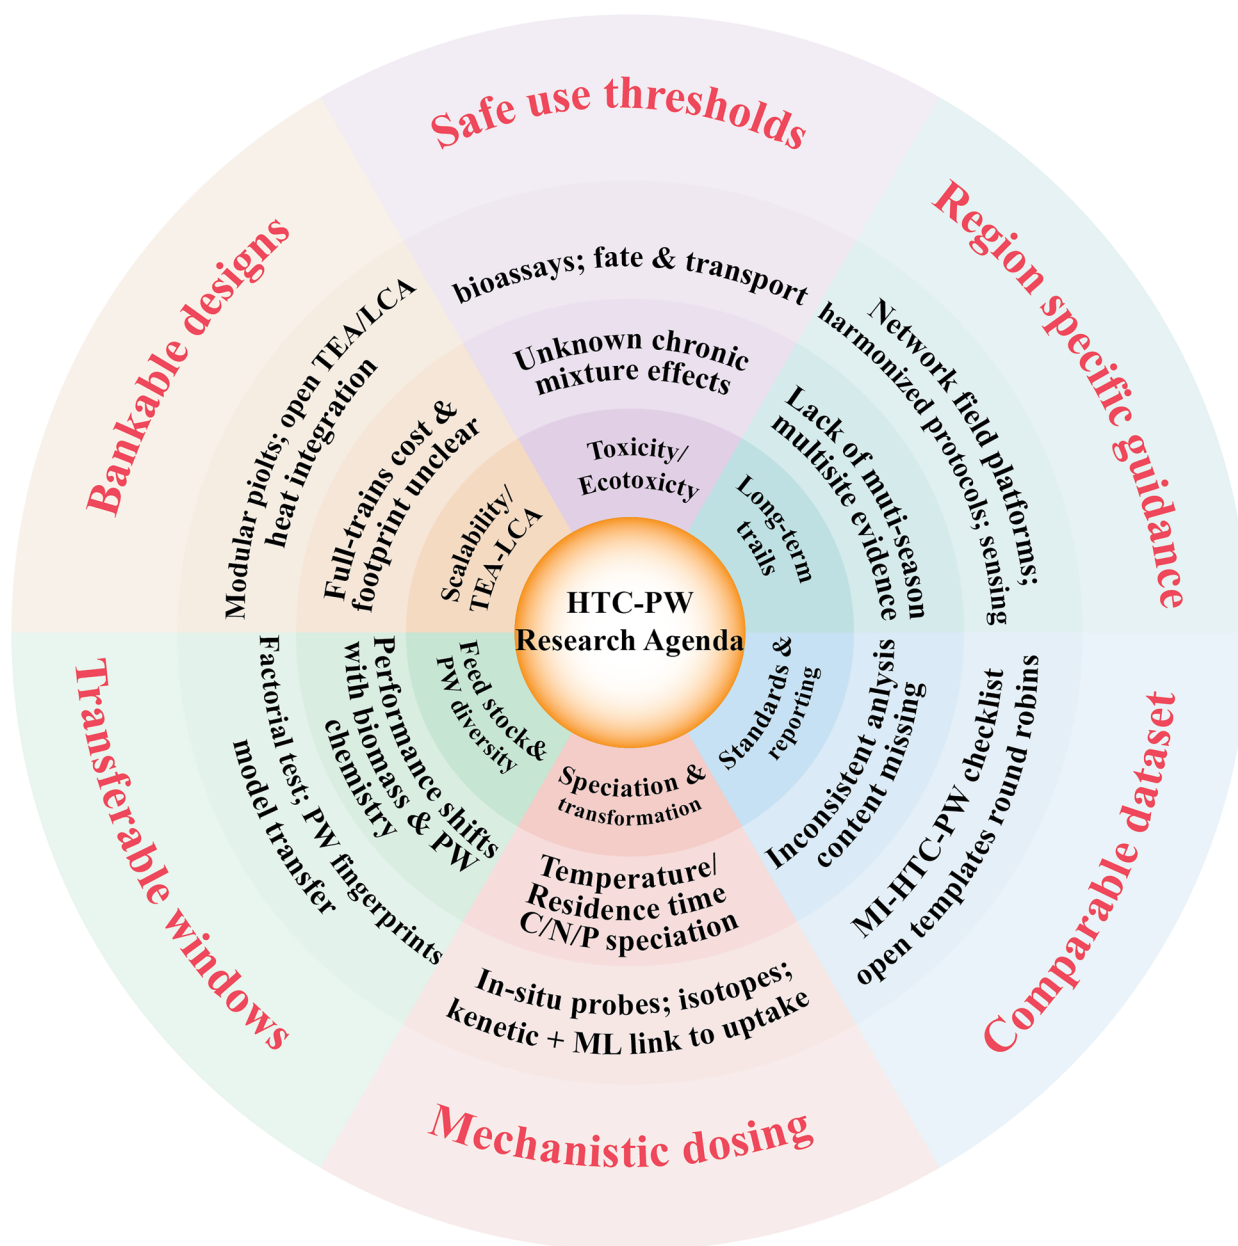 HTC-PW
Research Agenda
Safe use thresholds
bioassays; fate & transport
Unknown chronic
mixture effects
Toxicity/
Ecotoxicty
Region specific guidance
Network field platforms;
harmonized protocols; sensing
Lack of muti-season
multisite evidence
Long-term
trails
Comparable dataset
MI-HTC-PW checklist
open templates round robins
Inconsistent anlysis
content missing
Standards &
reporting
Mechanistic dosing
In-situ probes; isotopes;
kenetic + ML link to uptake
Temperature/
Residence time
C/N/P speciation
Speciation &
transformation
Transferable windows
Factorial test; PW fingerprints
model transfer
Performance shifts
with biomass & PW
chemistry
Feed stock&
PW diversity
Bankable designs
Modular piolts; open TEA/LCA
heat integration
Full-trains cost &
footprint unclear
Scalability/
TEA-LCA